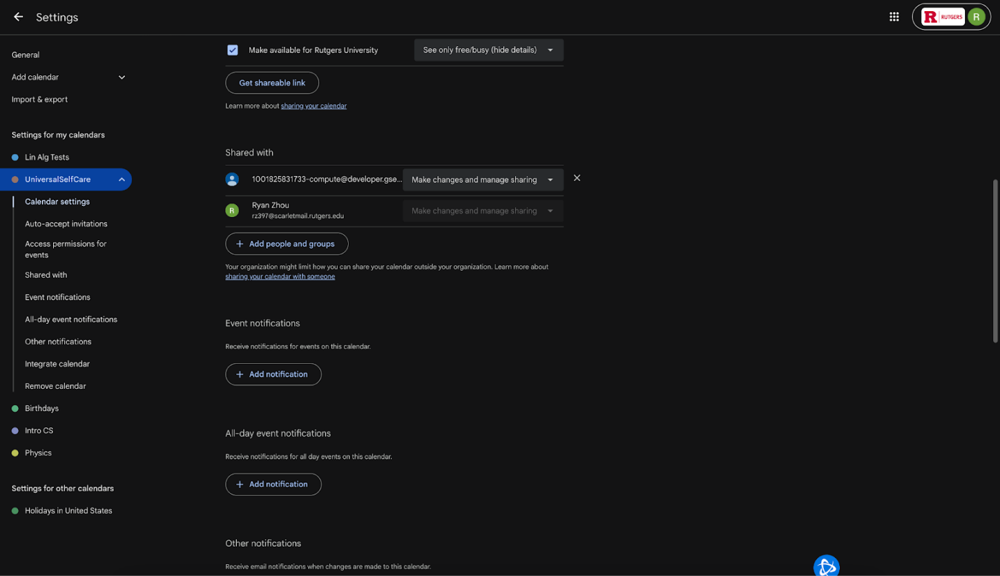 Settings
R RUTGERS R
General
Add calendar
Import & export
Settings for my calendars
Lin Alg Tests
UniversalSelfCare
Calendar settings
Auto-accept invitations
Access permissions for
events
Shared with
Event notifications
All-day event notifications
Other notifications
Integrate calendar
Remove calendar
Birthdays
Intro CS
Physics
Settings for other calendars
Holidays in United States
Make available for Rutgers University See only free/busy (hide details)
Get shareable link
Learn more about sharing your calendar
Shared with
1001825831733-compute@developer.gse... Make changes and manage sharing
R Ryan Zhou Make changes and manage sharing
rz397@scarletmail.rutgers.edu
+ Add people and groups
Your organization might limit how you can share your calendar outside your organization. Learn more about
sharing your calendar with someone
Event notifications
Receive notifications for events on this calendar.
+ Add notification
All-day event notifications
Receive notifications for all day events on this calendar.
+ Add notification
Other notifications
Receive email notifications when changes are made to this calendar.